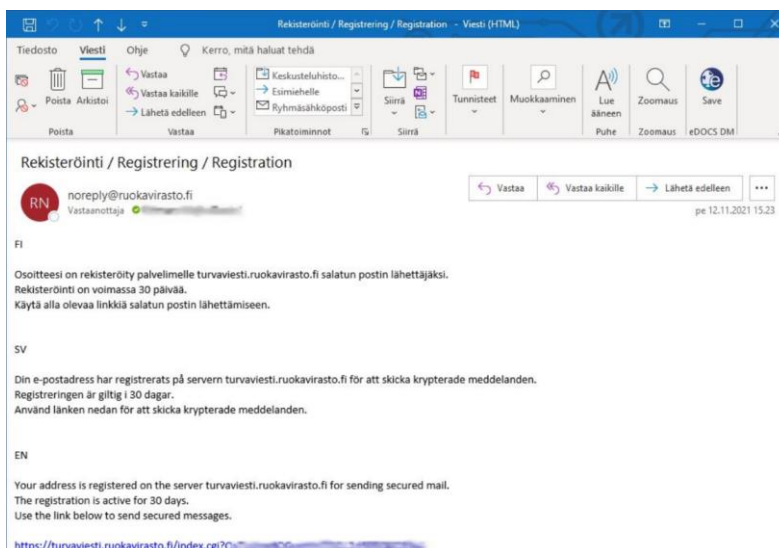 Rekisteröinti / Registrering / Registration - Viesti (HTML)
Tiedosto Viesti Ohje Kerro, mitä haluat tehdä
Poista Arkistoi
Poista
Vastaa
Vastaa kaikille
Lähetä edelleen
Vastaa
Keskusteluhisto...
Esimiehelle
Ryhmäsähköposti
Pikatoiminnot
Siirrä
Siirrä
Tunnisteet
Muokkaaminen
Lue ääneen
Puhe
Zoomaus
Zoomaus
Save
eDOCS DM
Rekisteröinti / Registrering / Registration
RN
noreply@ruokavirasto.fi
Vastaanottaja
Vastaa Vastaa kaikille Lähetä edelleen
pe 12.11.2021 15.23
FI
Osoitteesi on rekisteröity palvelimelle turvaviesti.ruokavirasto.fi salatun postin lähettäjäksi.
Rekisteröinti on voimassa 30 päivää.
Käytä alla olevaa linkkiä salatun postin lähettämiseen.
SV
Din e-postadress har registrerats på servern turvaviesti.ruokavirasto.fi för att skicka krypterade meddelanden.
Registreringen är giltig i 30 dagar.
Använd länken nedan för att skicka krypterade meddelanden.
EN
Your address is registered on the server turvaviesti.ruokavirasto.fi for sending secured mail.
The registration is active for 30 days.
Use the link below to send secured messages.
https://turvaviesti.ruokavirasto.fi/index.cgi?